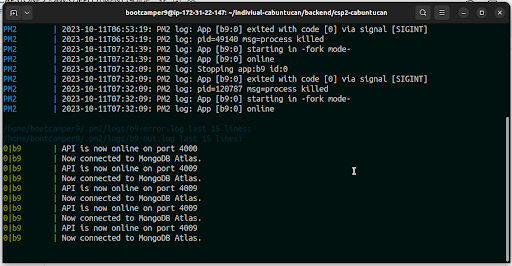 bootcamper9@ip-172-31-22-147: ~/indiviual-cabuntucan/backend/csp2-cabuntucan
PM2 | 2023-10-11T06:53:19: PM2 log: App [b9:0] exited with code [0] via signal [SIGINT]
PM2 | 2023-10-11T06:53:19: PM2 log: pid=49140 msg=process killed
PM2 | 2023-10-11T07:21:39: PM2 log: App [b9:0] starting in -fork mode-
PM2 | 2023-10-11T07:21:39: PM2 log: App [b9:0] online
PM2 | 2023-10-11T07:32:09: PM2 log: Stopping app:b9 id:0
PM2 | 2023-10-11T07:32:09: PM2 log: App [b9:0] exited with code [0] via signal [SIGINT]
PM2 | 2023-10-11T07:32:09: PM2 log: pid=120787 msg=process killed
PM2 | 2023-10-11T07:32:09: PM2 log: App [b9:0] starting in -fork mode-
PM2 | 2023-10-11T07:32:09: PM2 log: App [b9:0] online
/home/bootcamper9/.pm2/logs/b9-error.log last 15 lines:
/home/bootcamper9/.pm2/logs/b9-out.log last 15 lines:
0|b9 | API is now online on port 4000
0|b9 | Now connected to MongoDB Atlas.
0|b9 | API is now online on port 4009
0|b9 | Now connected to MongoDB Atlas.
0|b9 | API is now online on port 4009
0|b9 | Now connected to MongoDB Atlas.
0|b9 | API is now online on port 4009
0|b9 | Now connected to MongoDB Atlas.
0|b9 | API is now online on port 4009
0|b9 | Now connected to MongoDB Atlas.